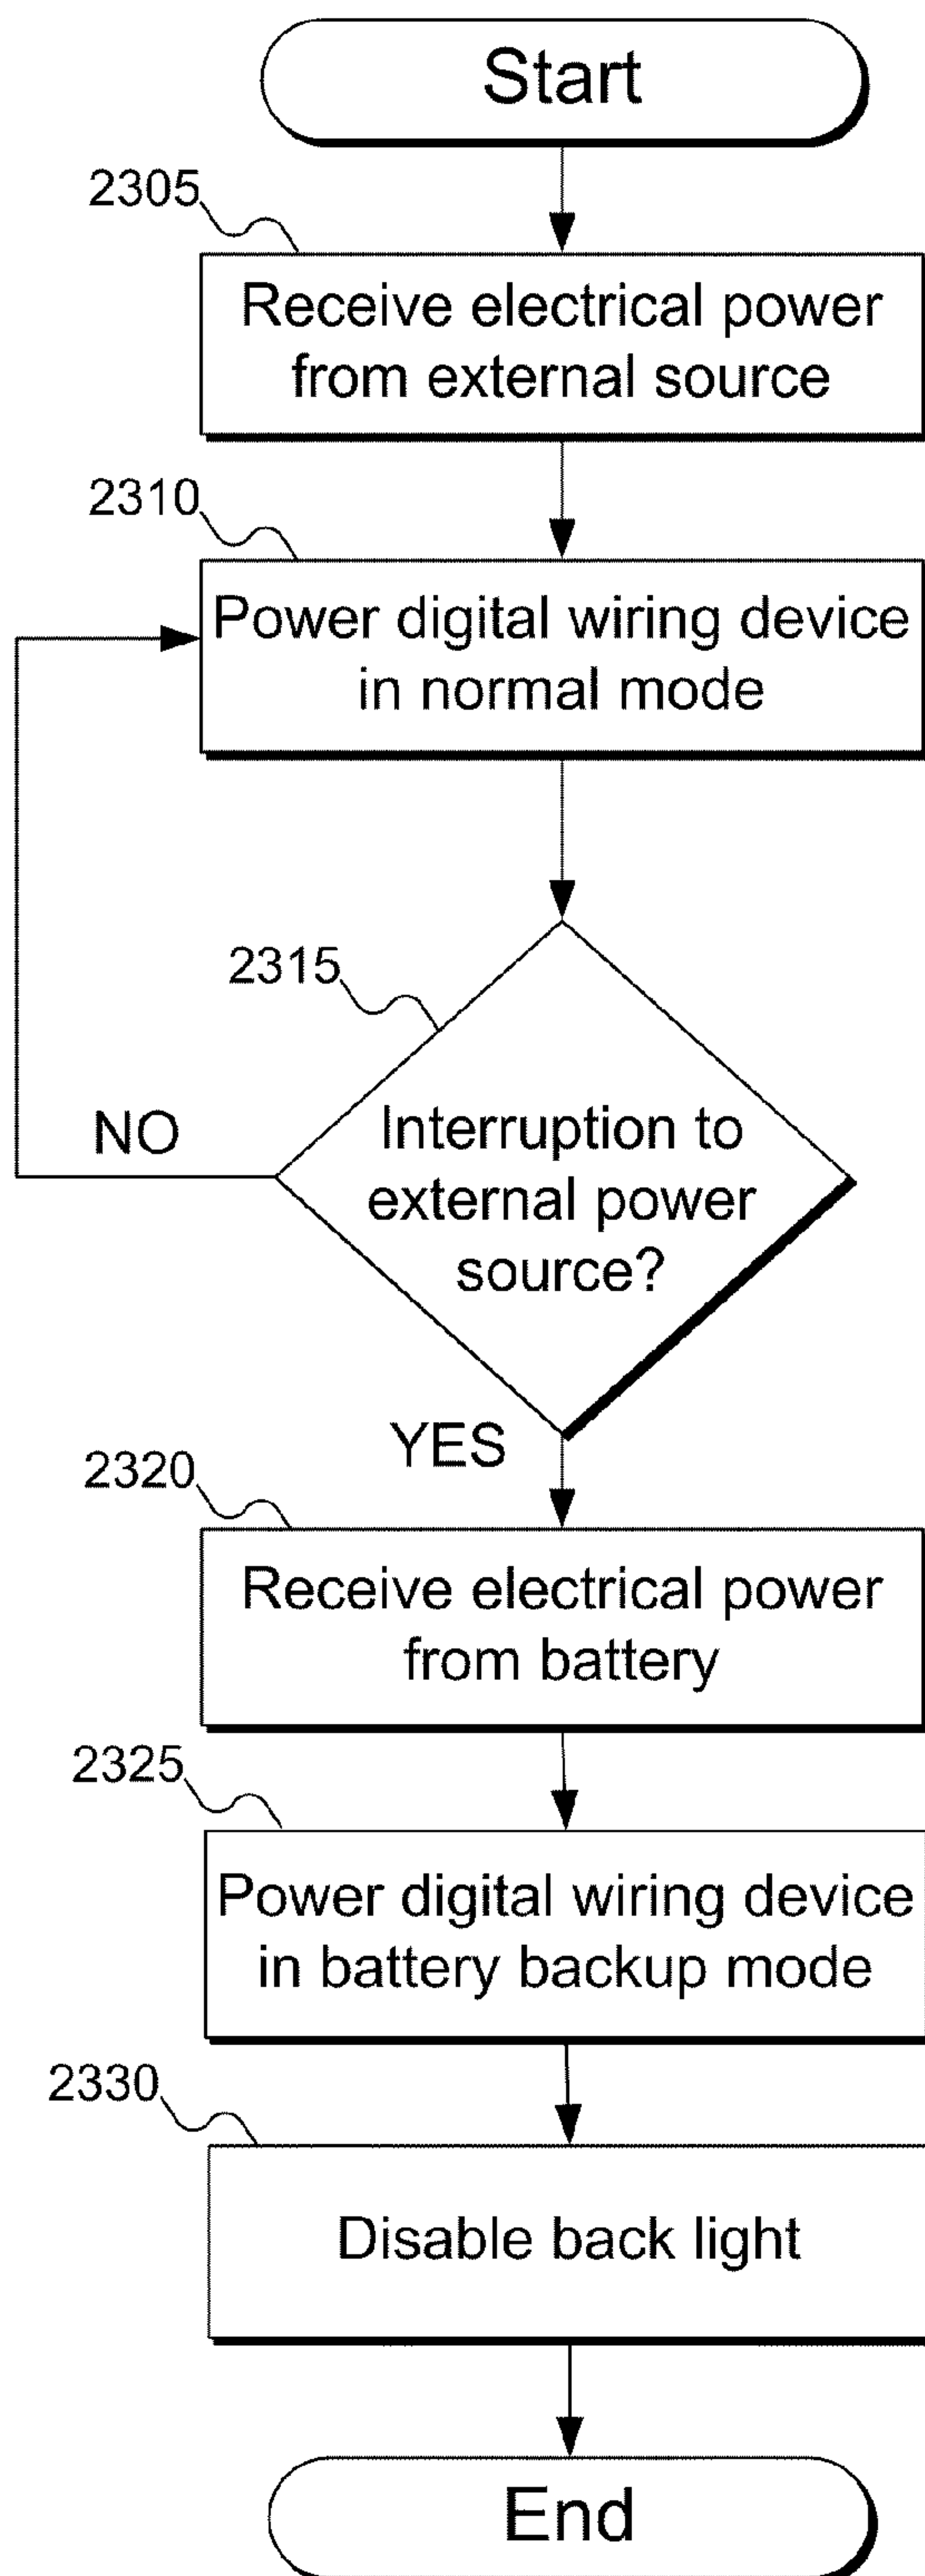 Start
2305
Receive electrical power
from external source
2310
Power digital wiring device
in normal mode
2315
Interruption to
external power
source?
NO
YES
2320
Receive electrical power
from battery
2325
Power digital wiring device
in battery backup mode
2330
Disable back light
End